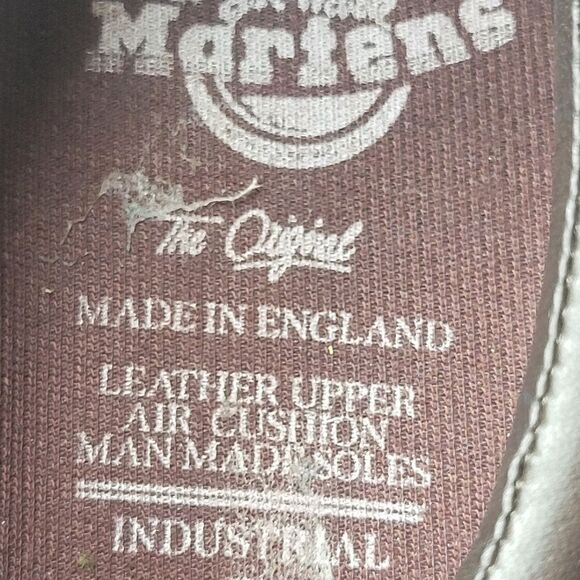 Martens
The Original
MADE IN ENGLAND
LEATHER UPPER
AIR CUSHION
MAN MADE SOLES
INDUSTRIAL